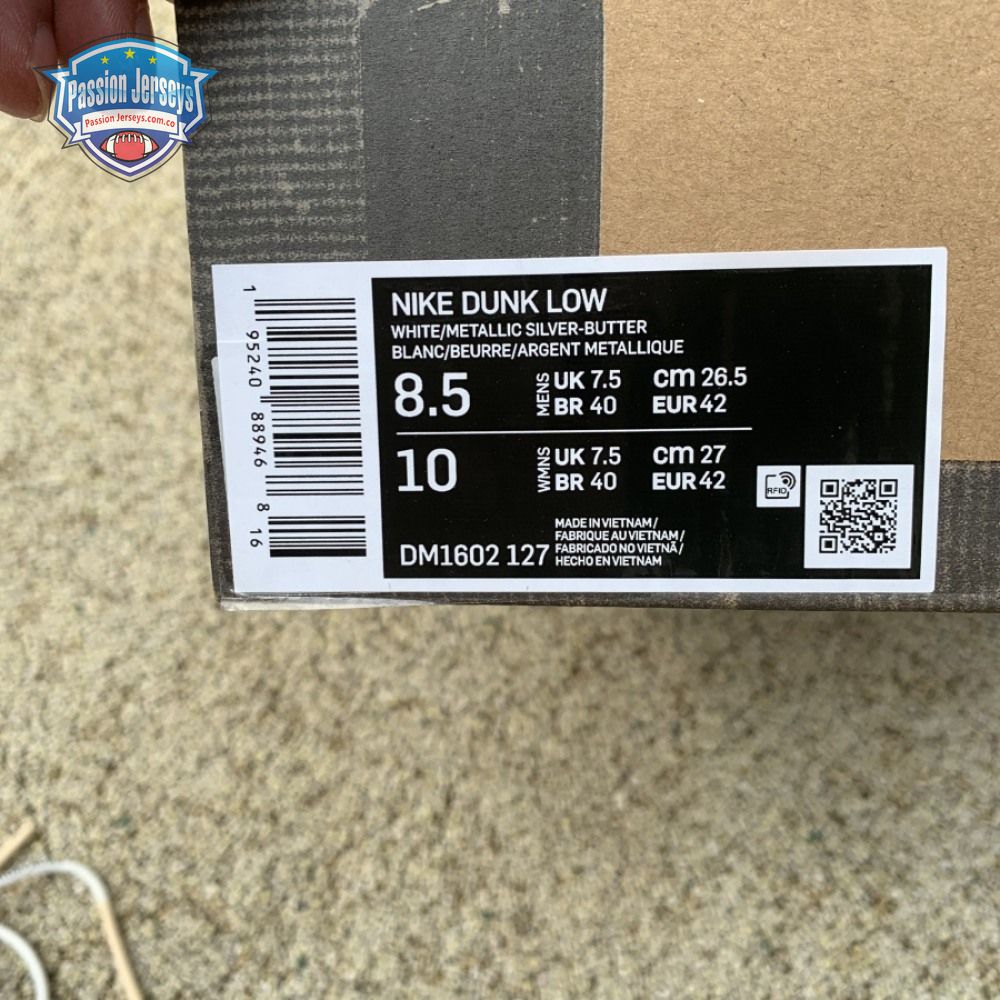 Passion Jerseys
Passion Jerseys.com.co
1 95240 88946 8 16
NIKE DUNK LOW
WHITE/METALLIC SILVER-BUTTER
BLANC/BEURRE/ARGENT METALLIQUE
8.5 MENS UK 7.5 cm 26.5
BR 40 EUR 42
10 WMNS UK 7.5 cm 27
BR 40 EUR 42
RFID
MADE IN VIETNAM /
FABRIQUE AU VIETNAM /
DM1602 127 FABRICADO NO VIETNÃ /
HECHO EN VIETNAM